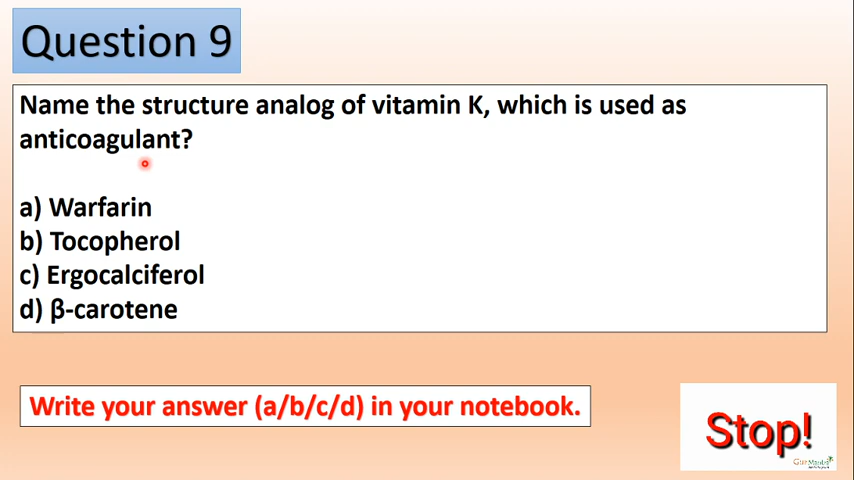 Question 9
Name the structure analog of vitamin K, which is used as
anticoagulant?
a) Warfarin
b) Tocopherol
c) Ergocalciferol
d) β-carotene
Write your answer (a/b/c/d) in your notebook.
Stop!